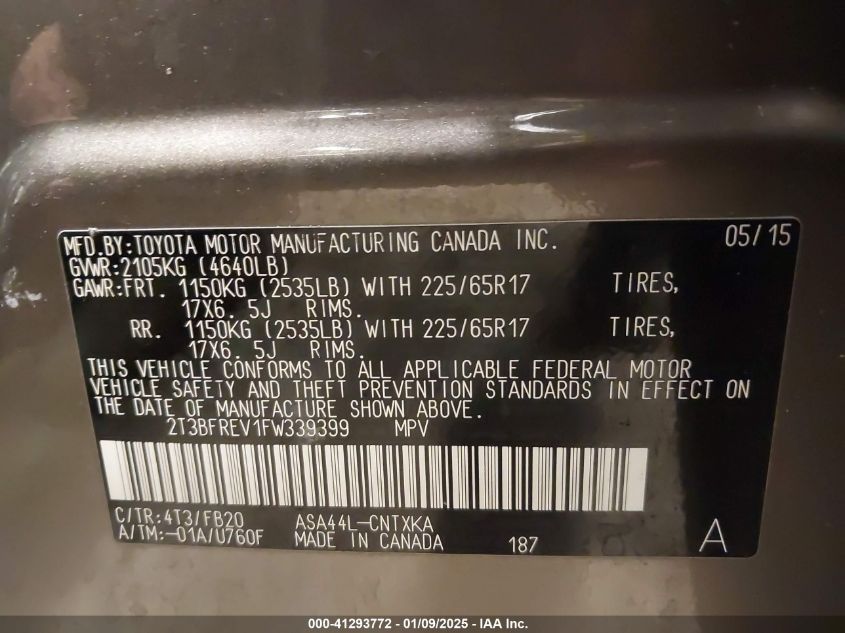 MFD.BY:TOYOTA MOTOR MANUFACTURING CANADA INC. 05/15
GVWR:2105KG (4640LB)
GAWR:FRT. 1150KG (2535LB) WITH 225/65R17 TIRES,
17X6.5J RIMS.
RR. 1150KG (2535LB) WITH 225/65R17 TIRES,
17X6.5J RIMS.
THIS VEHICLE CONFORMS TO ALL APPLICABLE FEDERAL MOTOR
VEHICLE SAFETY AND THEFT PREVENTION STANDARDS IN EFFECT ON
THE DATE OF MANUFACTURE SHOWN ABOVE.
2T3BFREV1FW339399 MPV
C/TR:4T3/FB20 ASA44L-CNTXKA
A/TM:-01A/U760F MADE IN CANADA 187 A
000-41293772 - 01/09/2025 - IAA Inc.